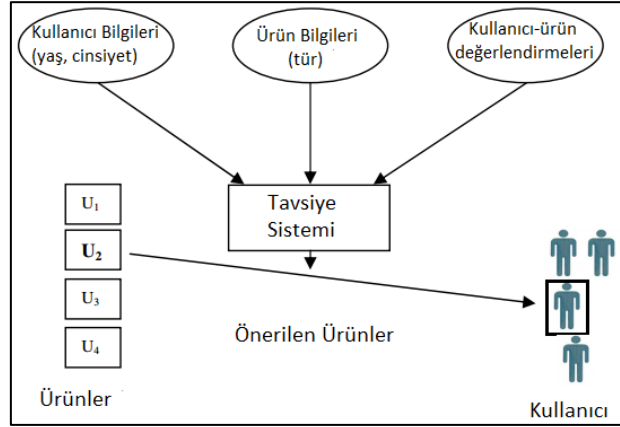 Kullanıcı Bilgileri
(yaş, cinsiyet)
Ürün Bilgileri
(tür)
Kullanıcı-ürün
değerlendirmeleri
Tavsiye
Sistemi
U1
U2
U3
U4
Önerilen Ürünler
Ürünler
Kullanıcı